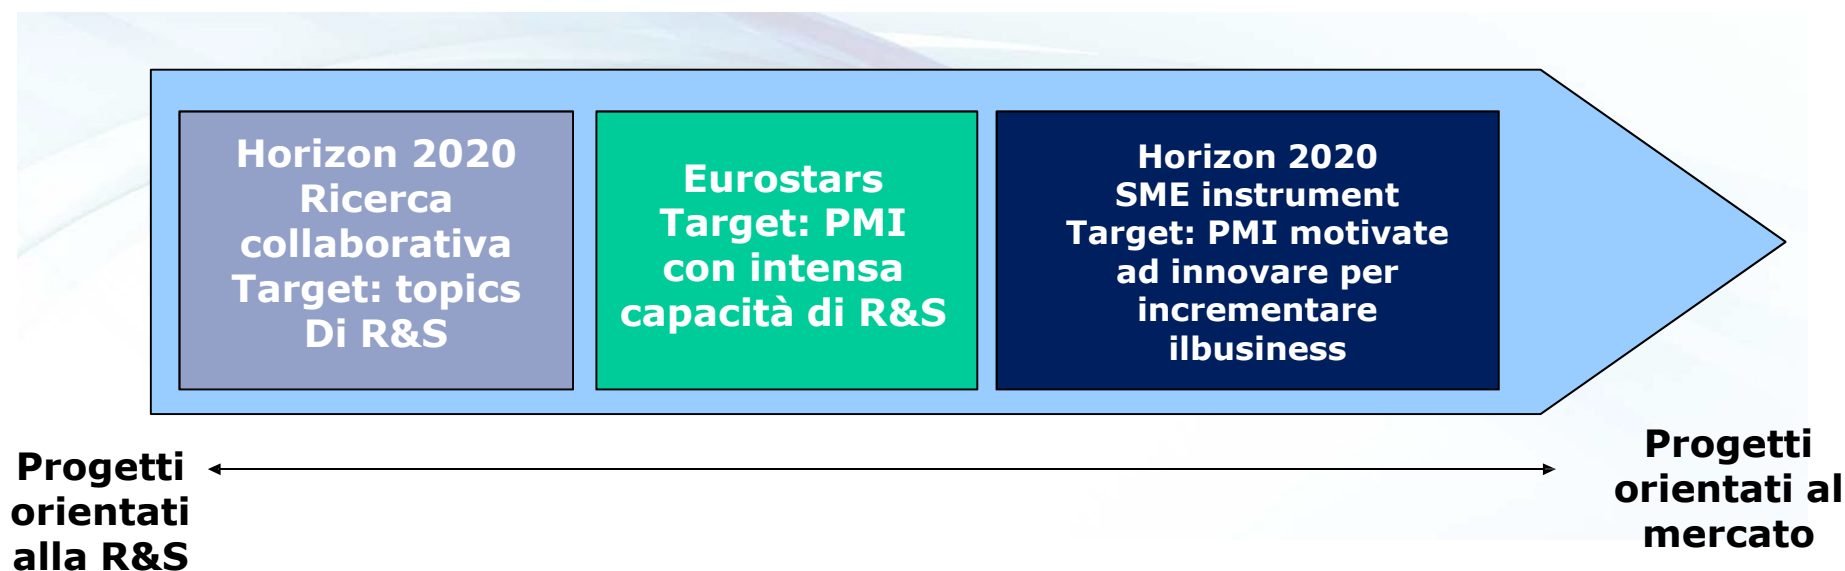 Horizon 2020
Ricerca
collaborativa
Target: topics
Di R&S
Eurostars
Target: PMI
con intensa
capacità di R&S
Horizon 2020
SME instrument
Target: PMI motivate
ad innovare per
incrementare
ilbusiness
Progetti
orientati
alla R&S
Progetti
orientati al
mercato